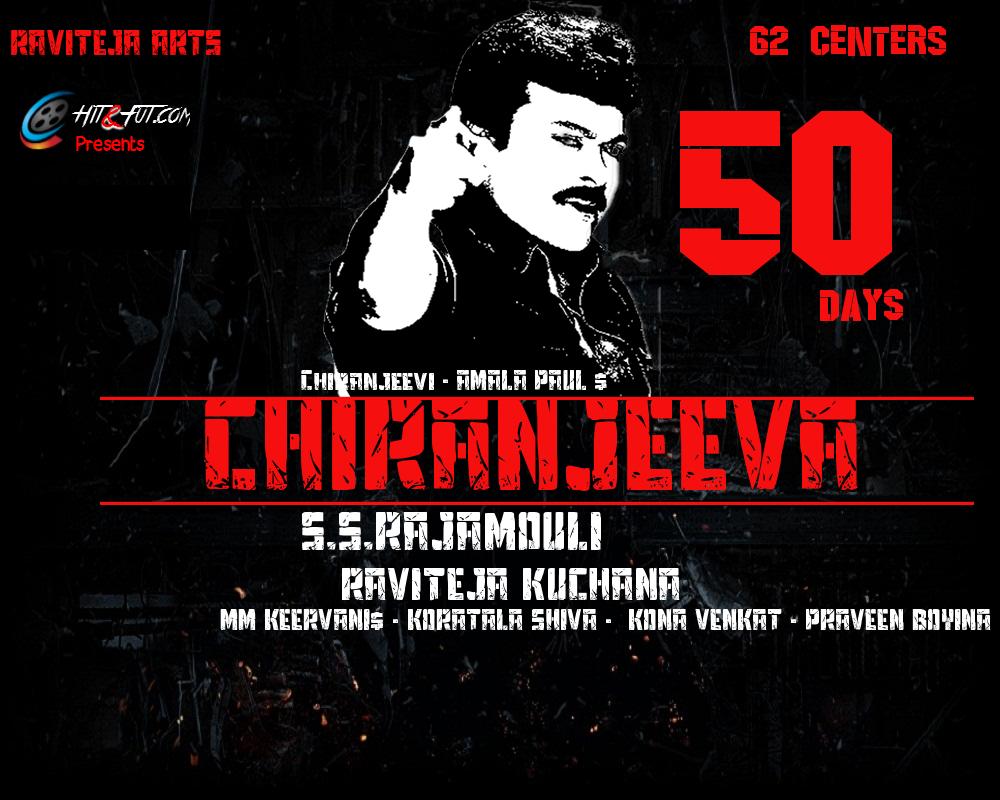 RAVITEJA ARTS
62 CENTERS
HIT&FUT.COM
Presents
50
DAYS
CHIRANJEEVI - AMALA PAUL $
CHIRANJEEVA
S.S.RAJAMOULI
RAVITEJA KUCHANA
MM KEERVANI$ - KORATALA SHIVA - KONA VENKAT - PRAVEEN BOYINA